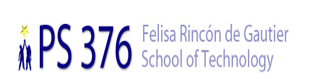 PS 376
Felisa Rincón de Gautier
School of Technology